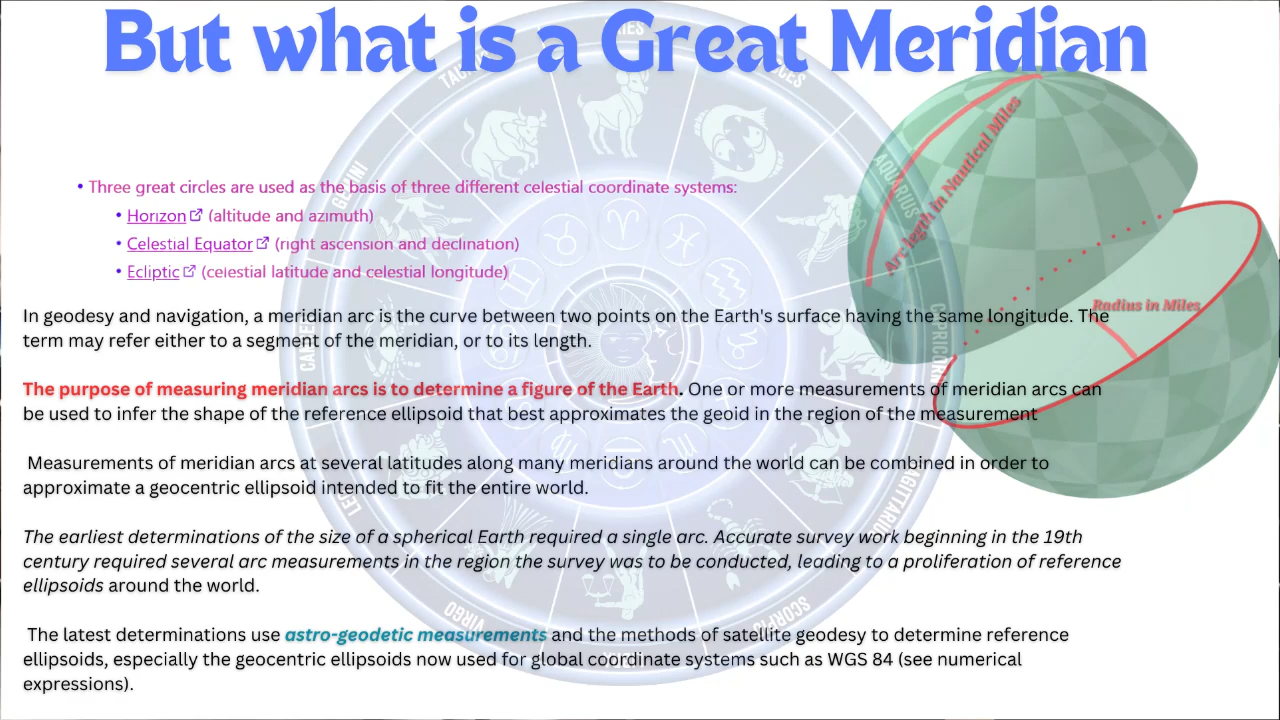 But what is a Great Meridian
ARIES
PISCES
GEMINI
AQUARIUS
Arc legth in Nautical Miles
• Three great circles are used as the basis of three different celestial coordinate systems:
• Horizon (altitude and azimuth)
• Celestial Equator (right ascension and declination)
• Ecliptic (celestial latitude and celestial longitude)
Radius in Miles
In geodesy and navigation, a meridian arc is the curve between two points on the Earth's surface having the same longitude. The
term may refer either to a segment of the meridian, or to its length.
CAPRICORN
The purpose of measuring meridian arcs is to determine a figure of the Earth. One or more measurements of meridian arcs can
be used to infer the shape of the reference ellipsoid that best approximates the geoid in the region of the measurement
Measurements of meridian arcs at several latitudes along many meridians around the world can be combined in order to
approximate a geocentric ellipsoid intended to fit the entire world.
SAGITTARIUS
The earliest determinations of the size of a spherical Earth required a single arc. Accurate survey work beginning in the 19th
century required several arc measurements in the region the survey was to be conducted, leading to a proliferation of reference
ellipsoids around the world.
VIRGO
SCORPIO
The latest determinations use astro-geodetic measurements and the methods of satellite geodesy to determine reference
ellipsoids, especially the geocentric ellipsoids now used for global coordinate systems such as WGS 84 (see numerical
expressions).